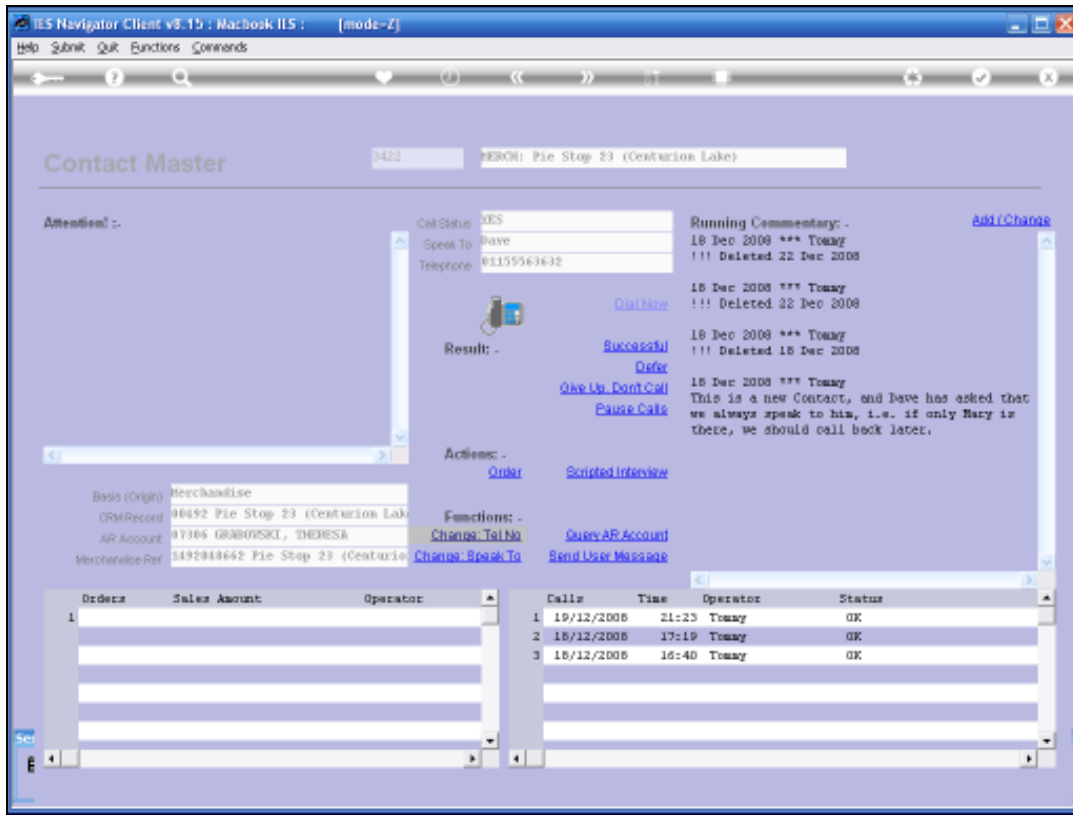 IES Navigator Client v8.15 : Macbook IES : [mode=Z]
Help Submit Quit Functions Commands
Contact Master
3422
MERCH: Pie Stop 23 (Centurion Lake)
Attention! :-
Call Status YES
Speak To Dave
Telephone 01155563632
Dial Now
Result: -
Successful
Defer
Give Up. Don't Call
Pause Calls
Actions: -
Order Scripted Interview
Functions: -
Change: Tel No Query AR Account
Change: Speak To Send User Message
Running Commentary: -
Add / Change
18 Dec 2008 *** Tommy
!!! Deleted 22 Dec 2008
18 Dec 2008 *** Tommy
!!! Deleted 22 Dec 2008
18 Dec 2008 *** Tommy
!!! Deleted 18 Dec 2008
18 Dec 2008 *** Tommy
This is a new Contact, and Dave has asked that
we always speak to him, i.e. if only Mary is
there, we should call back later.
Basis (Origin) Merchandise
CRM Record 00492 Pie Stop 23 (Centurion Lak
AR Account 07306 GRABOWSKI, THERESA
Merchandise Ref Pie Stop 23 (Centurio
Orders Sales Amount Operator
1
Calls Time Operator Status
1 19/12/2008 21:23 Tommy OK
2 18/12/2008 17:19 Tommy OK
3 18/12/2008 16:40 Tommy OK
Ser